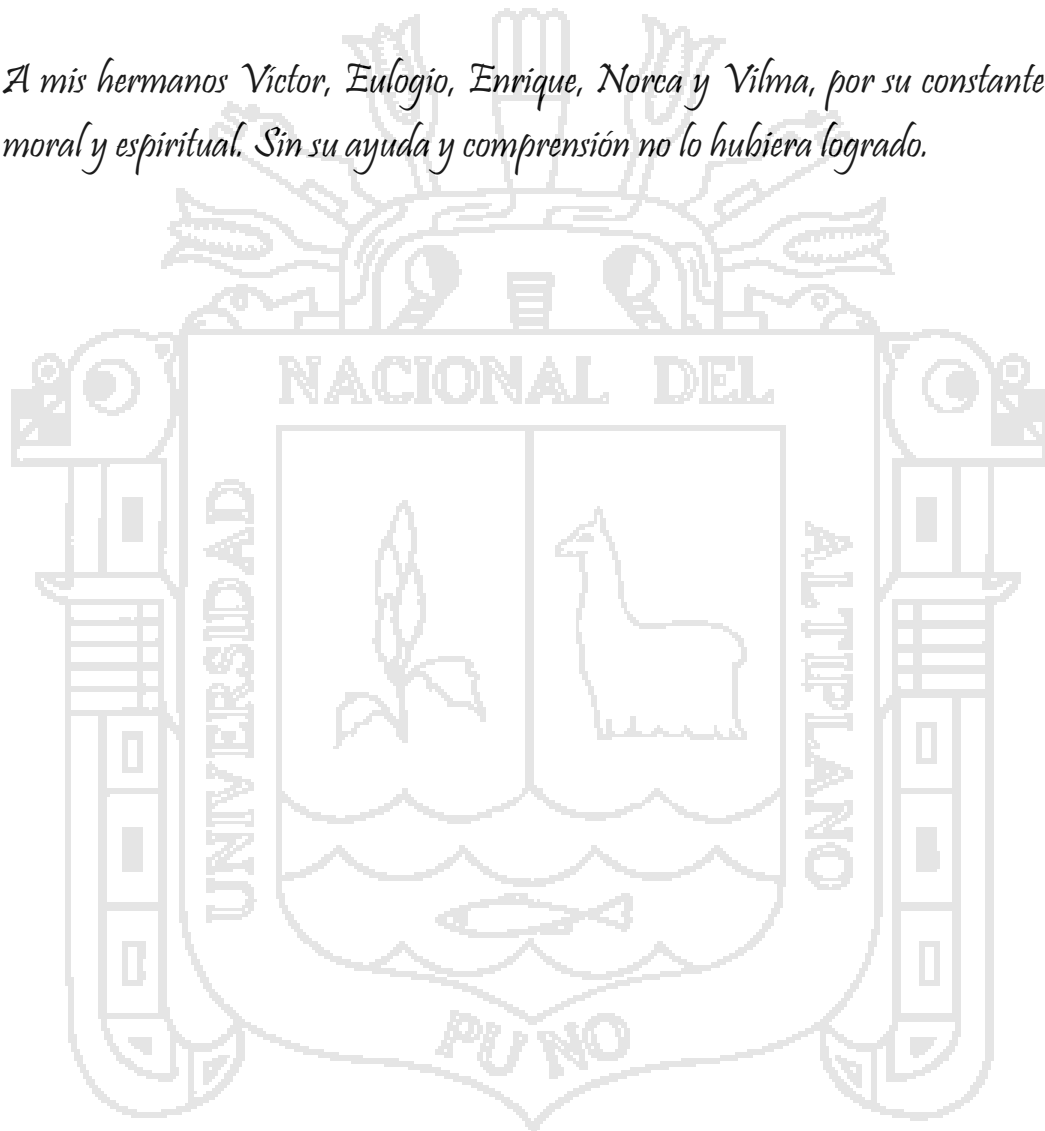 A mis hermanos Víctor, Eulogio, Enrique, Norca y Vilma, por su constante
moral y espiritual. Sin su ayuda y comprensión no lo hubiera logrado.
NACIONAL DEL
UNIVERSIDAD
ALTIPLANO
PUNO